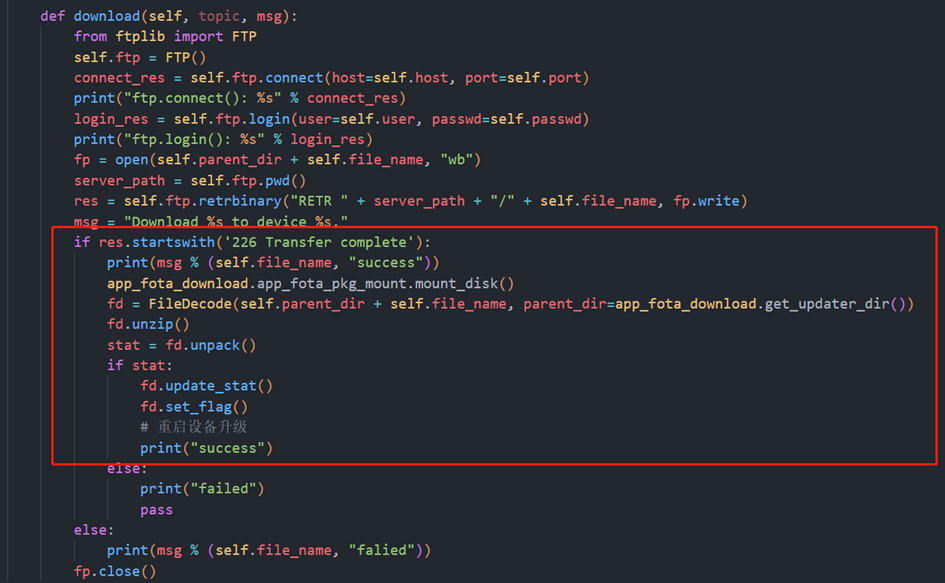 def download(self, topic, msg):
    from ftplib import FTP
    self.ftp = FTP()
    connect_res = self.ftp.connect(host=self.host, port=self.port)
    print("ftp.connect(): %s" % connect_res)
    login_res = self.ftp.login(user=self.user, passwd=self.passwd)
    print("ftp.login(): %s" % login_res)
    fp = open(self.parent_dir + self.file_name, "wb")
    server_path = self.ftp.pwd()
    res = self.ftp.retrbinary("RETR " + server_path + "/" + self.file_name, fp.write)
    msg = "Download %s to device %s."
    if res.startswith('226 Transfer complete'):
        print(msg % (self.file_name, "success"))
        app_fota_download.app_fota_pkg_mount.mount_disk()
        fd = FileDecode(self.parent_dir + self.file_name, parent_dir=app_fota_download.get_updater_dir())
        fd.unzip()
        stat = fd.unpack()
        if stat:
            fd.update_stat()
            fd.set_flag()
            # 重启设备升级
            print("success")
        else:
            print("failed")
            pass
    else:
        print(msg % (self.file_name, "falied"))
    fp.close()